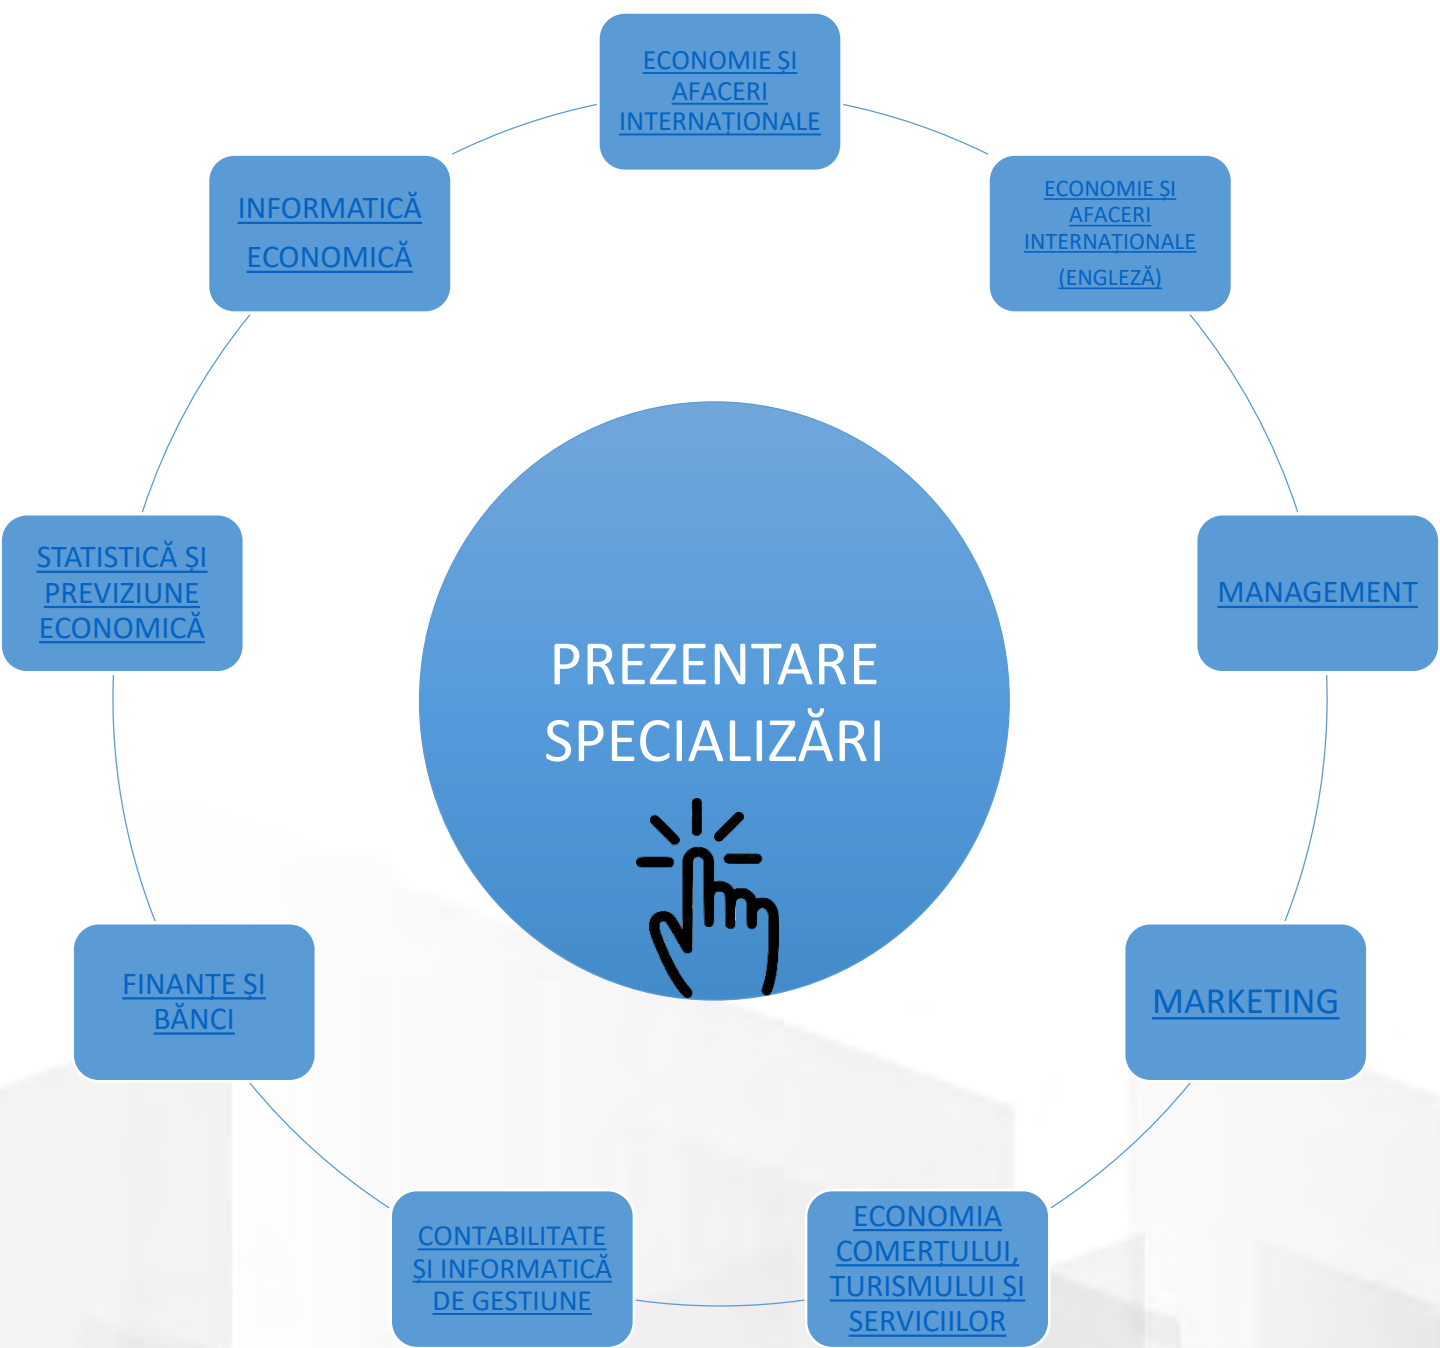 ECONOMIE ȘI
AFACERI
INTERNAȚIONALE
ECONOMIE ȘI
AFACERI
INTERNAȚIONALE
(ENGLEZĂ)
MANAGEMENT
MARKETING
ECONOMIA
COMERȚULUI,
TURISMULUI ȘI
SERVICIILOR
CONTABILITATE
ȘI INFORMATICĂ
DE GESTIUNE
FINANȚE ȘI
BĂNCI
STATISTICĂ ȘI
PREVIZIUNE
ECONOMICĂ
INFORMATICĂ
ECONOMICĂ
PREZENTARE
SPECIALIZĂRI